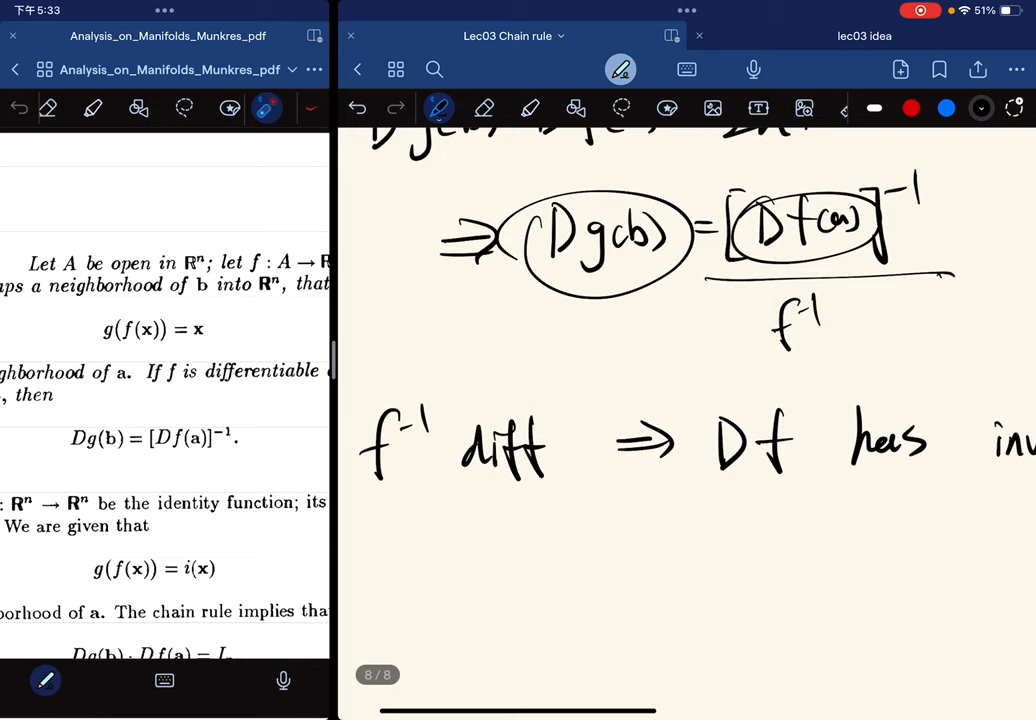 下午5:33
51%
Analysis_on_Manifolds_Munkres_pdf
Analysis_on_Manifolds_Munkres_pdf
Let A be open in Rⁿ; let f : A → R
aps a neighborhood of b into Rⁿ, that
g(f(x)) = x
ghborhood of a. If f is differentiable
, then
Dg(b) = [Df(a)]⁻¹.
: Rⁿ → Rⁿ be the identity function; its
We are given that
g(f(x)) = i(x)
orhood of a. The chain rule implies tha
Dg(b) · Df(a) = I
Lec03 Chain rule
lec03 idea
⇒ (Dg(b) = [Df(a)]⁻¹
f⁻¹
f⁻¹ diff ⇒ Df has inv
8 / 8